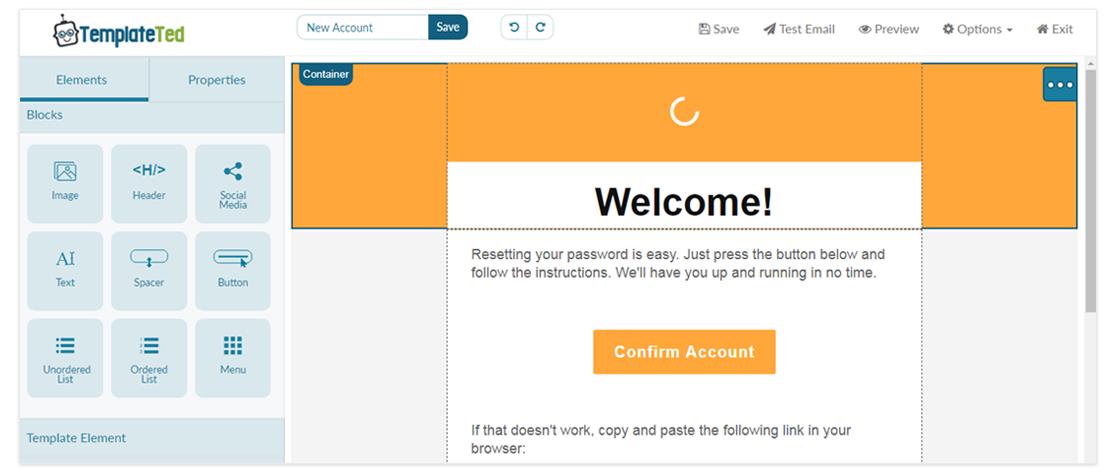 TemplateTed
New Account
Save
Save
Test Email
Preview
Options
Exit
Elements
Properties
Blocks
Image
<H/>
Header
Social
Media
AI
Text
Spacer
Button
Unordered
List
Ordered
List
Menu
Template Element
Container
Welcome!
Resetting your password is easy. Just press the button below and
follow the instructions. We'll have you up and running in no time.
Confirm Account
If that doesn't work, copy and paste the following link in your
browser: